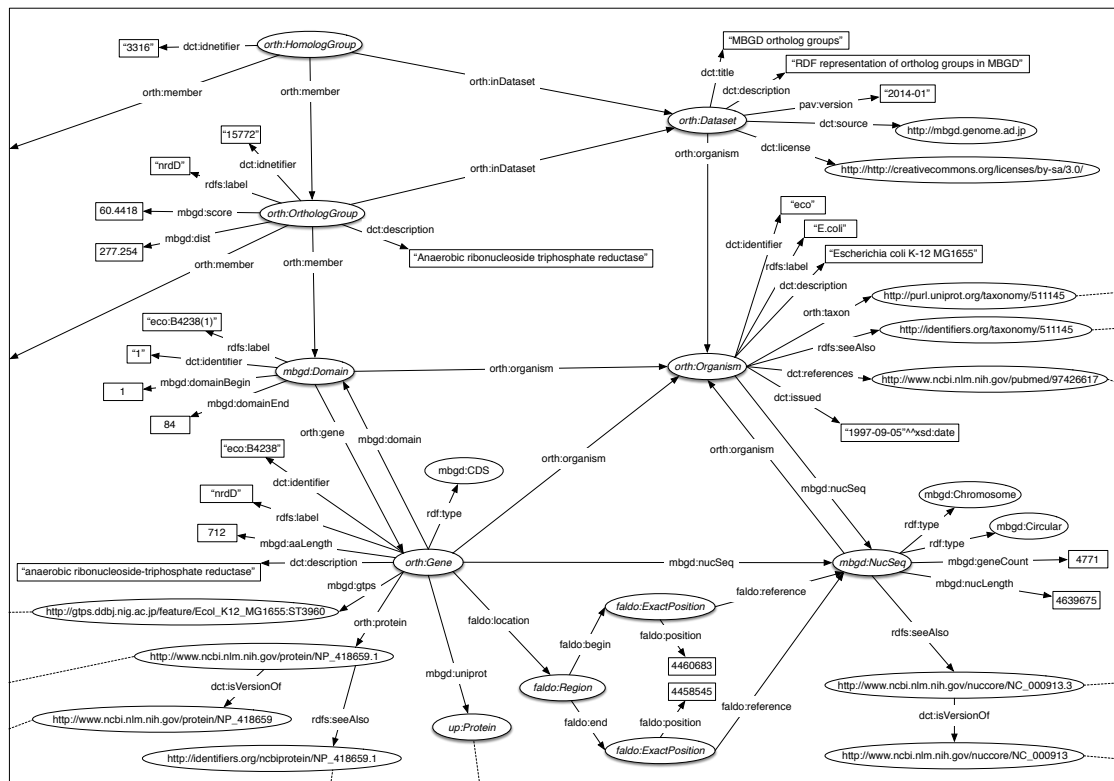 "MBGD ortholog groups"
"3316"
dct:idnetifier
orth:HomologGroup
"RDF representation of ortholog groups in MBGD"
dct:title
dct:description
orth:inDataset
"2014-01"
pav:version
orth:member
orth:member
orth:Dataset
dct:source
http://mbgd.genome.ad.jp
"15772"
dct:license
"nrdD"
dct:idnetifier
orth:inDataset
orth:organism
http://http://creativecommons.org/licenses/by-sa/3.0/
rdfs:label
60.4418
mbgd:score
orth:OrthologGroup
"eco"
dct:description
"E.coli"
277.254
mbgd:dist
dct:identifier
"Anaerobic ribonucleoside triphosphate reductase"
"Escherichia coli K-12 MG1655"
orth:member
orth:member
rdfs:label
dct:description
http://purl.uniprot.org/taxonomy/511145
orth:taxon
"eco:B4238(1)"
http://identifiers.org/taxonomy/511145
rdfs:label
rdfs:seeAlso
"1"
dct:identifier
mbgd:Domain
orth:organism
orth:Organism
dct:references
http://www.ncbi.nlm.nih.gov/pubmed/97426617
1
mbgd:domainBegin
84
mbgd:domainEnd
dct:issued
orth:gene
mbgd:domain
"1997-09-05"^^xsd:date
"eco:B4238"
orth:organism
orth:organism
mbgd:CDS
dct:identifier
mbgd:nucSeq
mbgd:Chromosome
"nrdD"
rdf:type
rdfs:label
rdf:type
mbgd:Circular
712
mbgd:aaLength
rdf:type
"anaerobic ribonucleoside-triphosphate reductase"
dct:description
orth:Gene
mbgd:nucSeq
mbgd:NucSeq
mbgd:geneCount
4771
mbgd:gtps
mbgd:nucLength
http://gtps.ddbj.nig.ac.jp/feature/Ecol_K12_MG1655:ST3960
faldo:ExactPosition
faldo:reference
4639675
orth:protein
faldo:location
faldo:begin
faldo:position
rdfs:seeAlso
http://www.ncbi.nlm.nih.gov/protein/NP_418659.1
4460683
mbgd:uniprot
dct:isVersionOf
faldo:Region
4458545
http://www.ncbi.nlm.nih.gov/nuccore/NC_000913.3
http://www.ncbi.nlm.nih.gov/protein/NP_418659
faldo:reference
rdfs:seeAlso
up:Protein
faldo:end
faldo:position
dct:isVersionOf
http://identifiers.org/ncbiprotein/NP_418659.1
faldo:ExactPosition
http://www.ncbi.nlm.nih.gov/nuccore/NC_000913